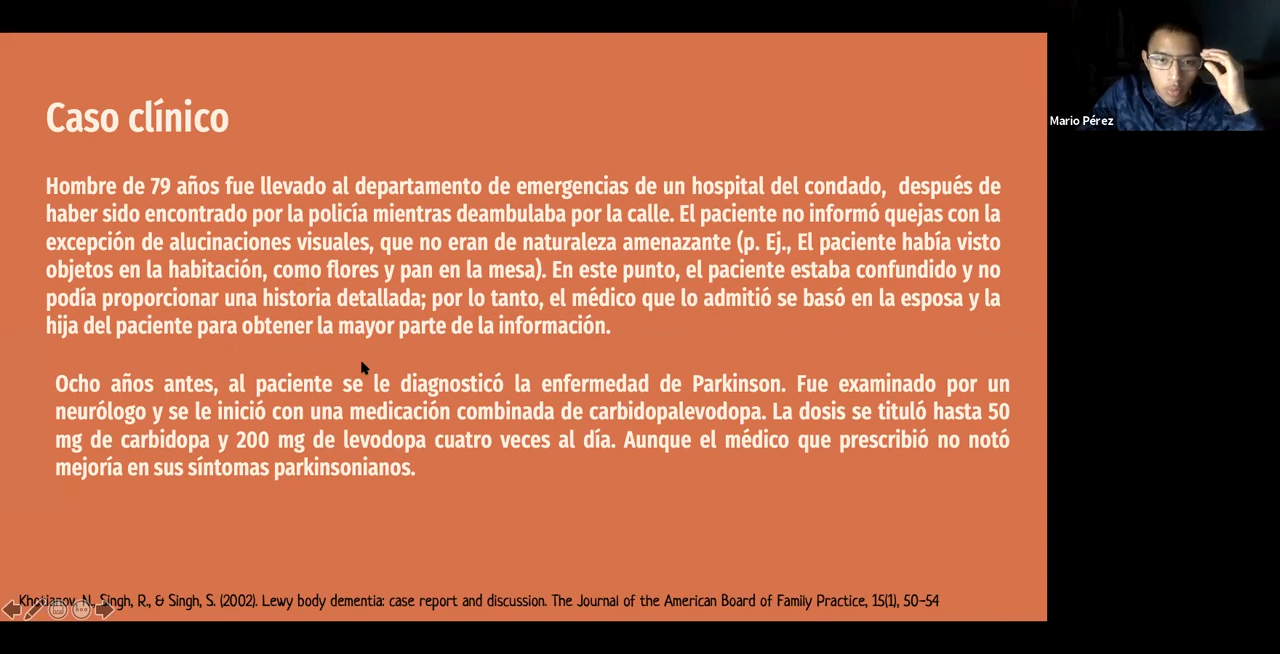 Caso clínico
Hombre de 79 años fue llevado al departamento de emergencias de un hospital del condado, después de
haber sido encontrado por la policía mientras deambulaba por la calle. El paciente no informó quejas con la
excepción de alucinaciones visuales, que no eran de naturaleza amenazante (p. Ej., El paciente había visto
objetos en la habitación, como flores y pan en la mesa). En este punto, el paciente estaba confundido y no
podía proporcionar una historia detallada; por lo tanto, el médico que lo admitió se basó en la esposa y la
hija del paciente para obtener la mayor parte de la información.
Ocho años antes, al paciente se le diagnosticó la enfermedad de Parkinson. Fue examinado por un
neurólogo y se le inició con una medicación combinada de carbidopalevodopa. La dosis se tituló hasta 50
mg de carbidopa y 200 mg de levodopa cuatro veces al día. Aunque el médico que prescribió no notó
mejoría en sus síntomas parkinsonianos.
N., Singh, R., & Singh, S. (2002). Lewy body dementia: case report and discussion. The Journal of the American Board of Family Practice, 15(1), 50-54
Mario Pérez